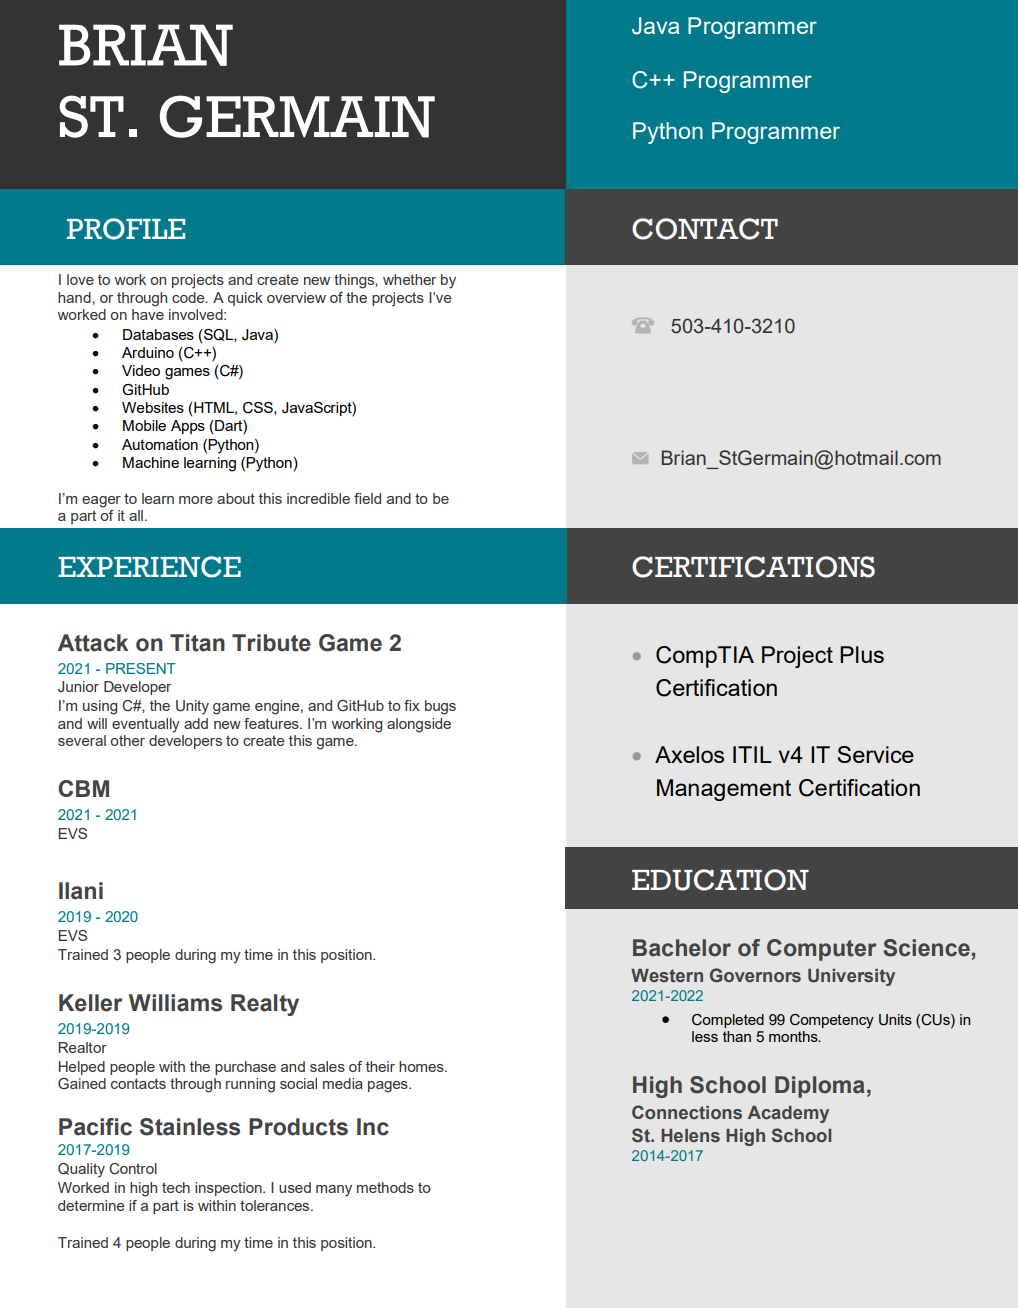 BRIAN
ST. GERMAIN
Java Programmer
C++ Programmer
Python Programmer
PROFILE
I love to work on projects and create new things, whether by
hand, or through code. A quick overview of the projects I've
worked on have involved:
• Databases (SQL, Java)
• Arduino (C++)
• Video games (C#)
• GitHub
• Websites (HTML, CSS, JavaScript)
• Mobile Apps (Dart)
• Automation (Python)
• Machine learning (Python)
I'm eager to learn more about this incredible field and to be
a part of it all.
CONTACT
503-410-3210
Brian_StGermain@hotmail.com
EXPERIENCE
Attack on Titan Tribute Game 2
2021 - PRESENT
Junior Developer
I'm using C#, the Unity game engine, and GitHub to fix bugs
and will eventually add new features. I'm working alongside
several other developers to create this game.
CBM
2021 - 2021
EVS
Ilani
2019 - 2020
EVS
Trained 3 people during my time in this position.
Keller Williams Realty
2019-2019
Realtor
Helped people with the purchase and sales of their homes.
Gained contacts through running social media pages.
Pacific Stainless Products Inc
2017-2019
Quality Control
Worked in high tech inspection. I used many methods to
determine if a part is within tolerances.
Trained 4 people during my time in this position.
CERTIFICATIONS
• CompTIA Project Plus
Certification
• Axelos ITIL v4 IT Service
Management Certification
EDUCATION
Bachelor of Computer Science,
Western Governors University
2021-2022
• Completed 99 Competency Units (CUs) in
less than 5 months.
High School Diploma,
Connections Academy
St. Helens High School
2014-2017